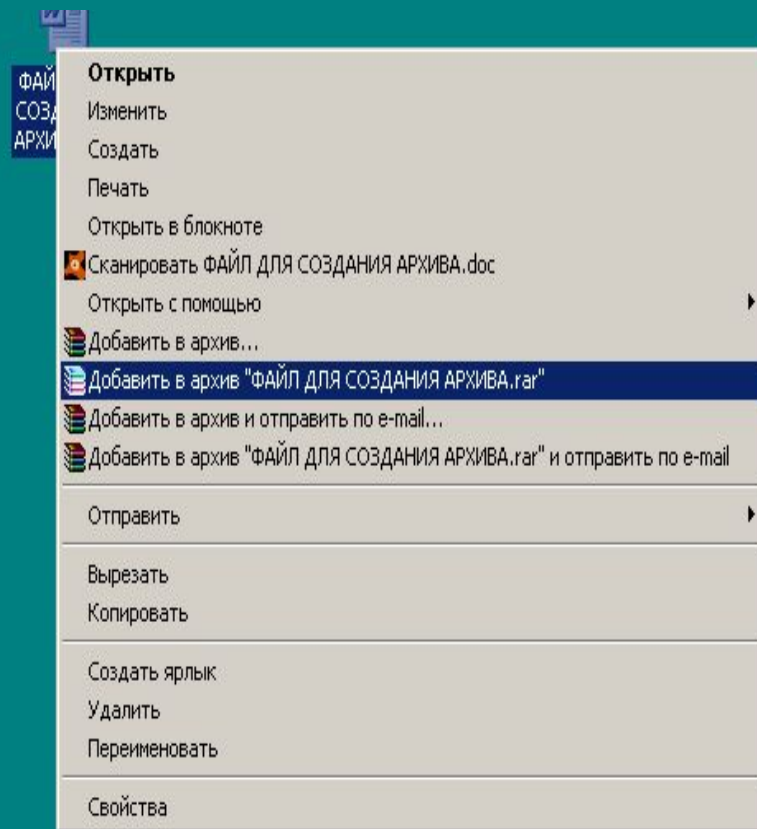 ФАЙ
СОЗД
АРХИ
Открыть
Изменить
Создать
Печать
Открыть в блокноте
Сканировать ФАЙЛ ДЛЯ СОЗДАНИЯ АРХИВА.doc
Открыть с помощью
Добавить в архив...
Добавить в архив "ФАЙЛ ДЛЯ СОЗДАНИЯ АРХИВА.rar"
Добавить в архив и отправить по e-mail...
Добавить в архив "ФАЙЛ ДЛЯ СОЗДАНИЯ АРХИВА.rar" и отправить по e-mail
Отправить
Вырезать
Копировать
Создать ярлык
Удалить
Переименовать
Свойства